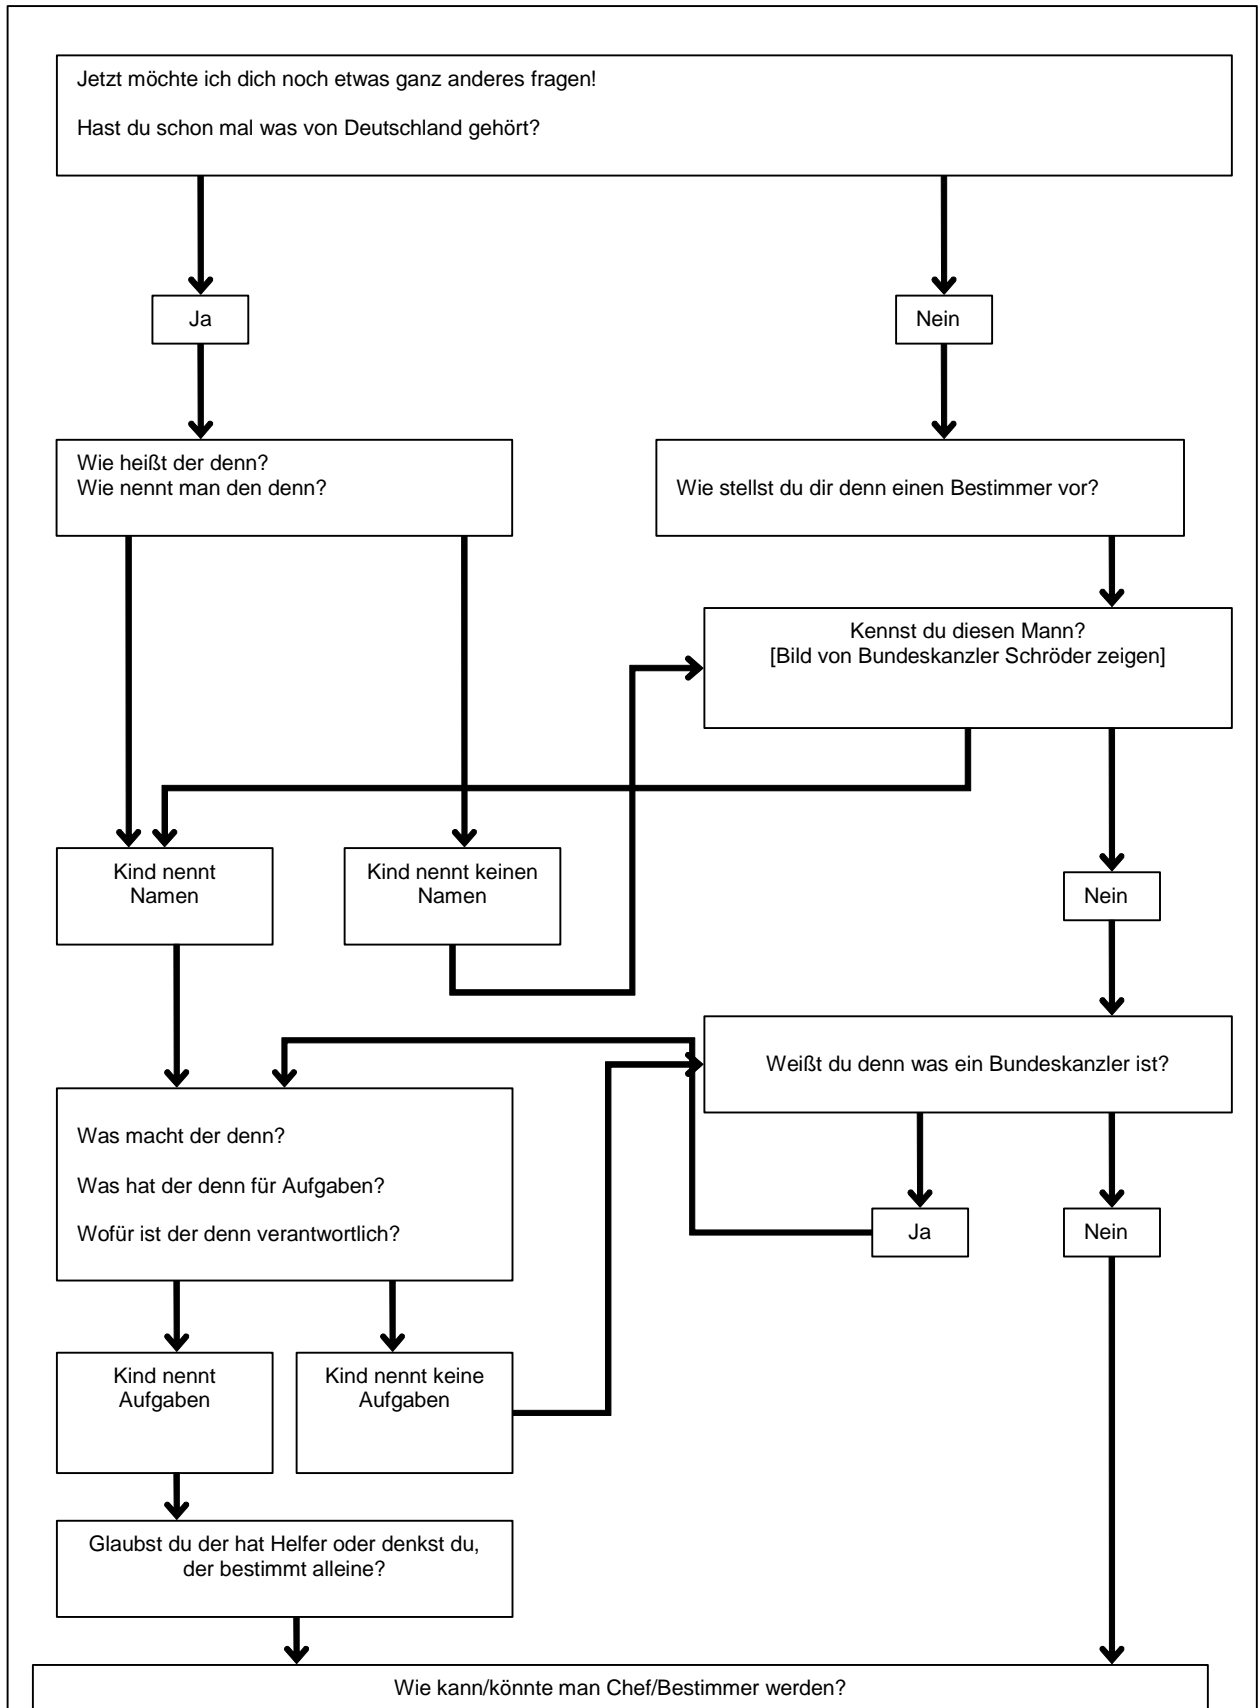 Jetzt möchte ich dich noch etwas ganz anderes fragen!
Hast du schon mal was von Deutschland gehört?
Ja
Nein
Wie heißt der denn?
Wie nennt man den denn?
Wie stellst du dir denn einen Bestimmer vor?
Kennst du diesen Mann?
[Bild von Bundeskanzler Schröder zeigen]
Kind nennt
Namen
Kind nennt keinen
Namen
Nein
Weißt du denn was ein Bundeskanzler ist?
Was macht der denn?
Was hat der denn für Aufgaben?
Wofür ist der denn verantwortlich?
Ja
Nein
Kind nennt
Aufgaben
Kind nennt keine
Aufgaben
Glaubst du der hat Helfer oder denkst du,
der bestimmt alleine?
Wie kann/könnte man Chef/Bestimmer werden?